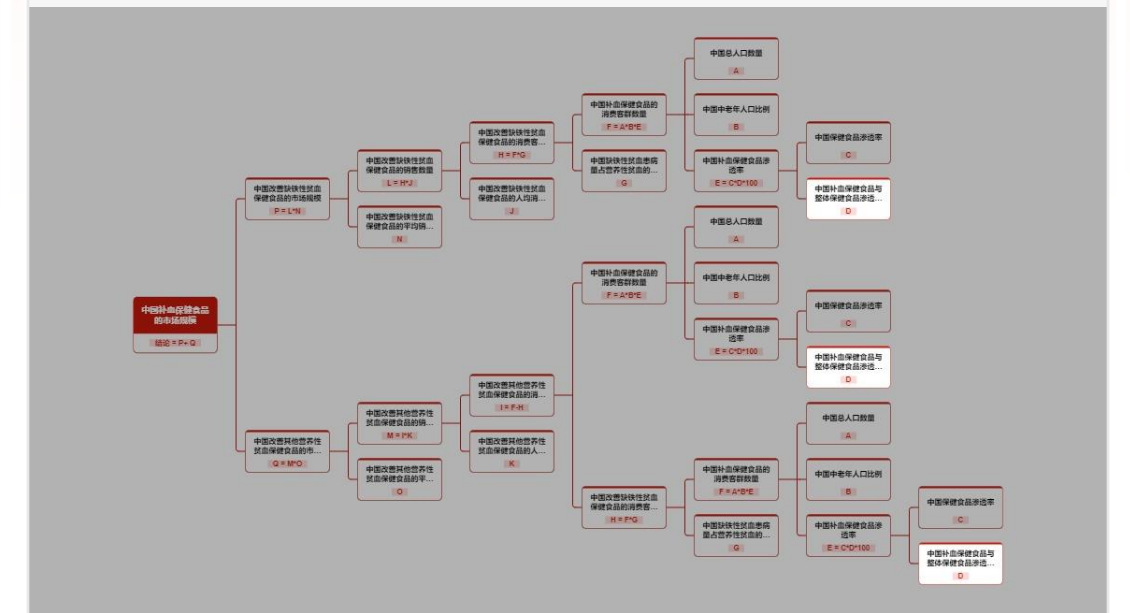 中国总人口数量
A
中国补血保健食品的
消费客群数量
F = A*B*E
中国中老年人口比例
B
中国改善缺铁性贫血
保健食品的消费客...
H = F*G
中国保健食品渗透率
C
中国改善缺铁性贫血
保健食品的销售数量
L = H*J
中国缺铁性贫血患病
量占营养性贫血的...
G
中国补血保健食品渗
透率
E = C*D*100
中国改善缺铁性贫血
保健食品的市场规模
P = L*N
中国改善缺铁性贫血
保健食品的人均消...
J
中国补血保健食品与
整体保健食品渗透...
D
中国改善缺铁性贫血
保健食品的平均销...
N
中国总人口数量
A
中国补血保健食品的
消费客群数量
F = A*B*E
中国中老年人口比例
B
中国补血保健食品
的市场规模
结论 = P+ Q
中国保健食品渗透率
C
中国补血保健食品渗
透率
E = C*D*100
中国补血保健食品与
整体保健食品渗透...
D
中国改善其他营养性
贫血保健食品的消...
I = F-H
中国改善其他营养性
贫血保健食品的销...
M = I*K
中国总人口数量
A
中国改善其他营养性
贫血保健食品的市...
Q = M*O
中国改善其他营养性
贫血保健食品的人...
K
中国改善其他营养性
贫血保健食品的平...
O
中国补血保健食品的
消费客群数量
F = A*B*E
中国中老年人口比例
B
中国改善缺铁性贫血
保健食品的消费客...
H = F*G
中国保健食品渗透率
C
中国缺铁性贫血患病
量占营养性贫血的...
G
中国补血保健食品渗
透率
E = C*D*100
中国补血保健食品与
整体保健食品渗透...
D